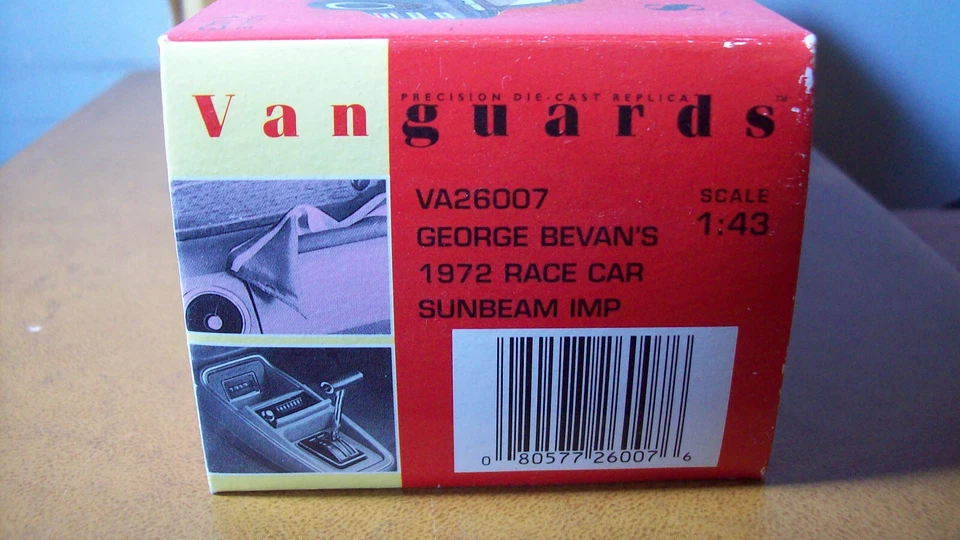 Vanguards™
PRECISION DIE-CAST REPLICA
VA26007
GEORGE BEVAN'S
1972 RACE CAR
SUNBEAM IMP
SCALE
1:43
0 80577 26007 6